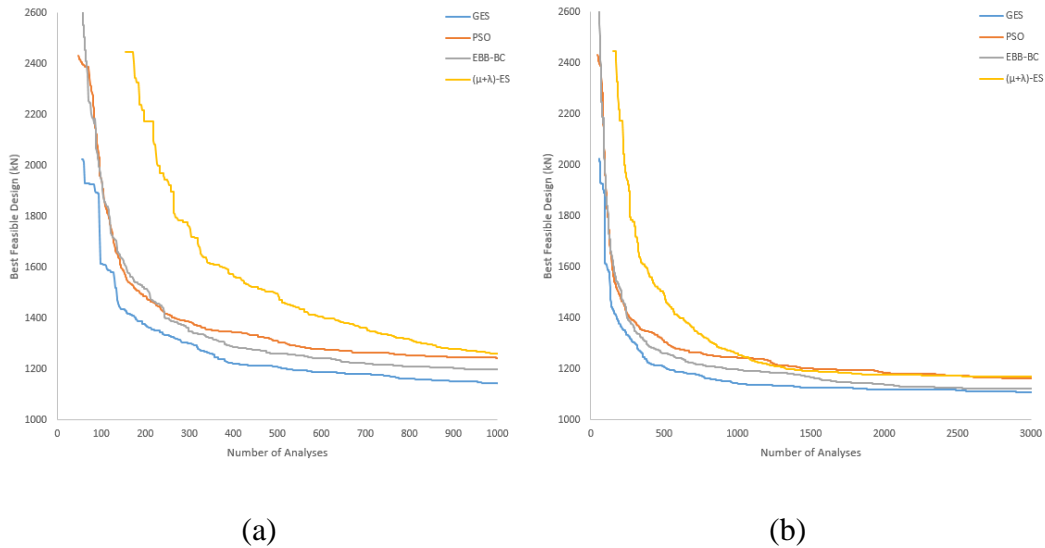 2600
2400
2200
2000
1800
1600
1400
1200
1000
Best Feasible Design (kN)
GES
PSO
EBB-BC
(μ+λ)-ES
0 100 200 300 400 500 600 700 800 900 1000
Number of Analyses
(a)
2600
2400
2200
2000
1800
1600
1400
1200
1000
Best Feasible Design (kN)
GES
PSO
EBB-BC
(μ+λ)-ES
0 500 1000 1500 2000 2500 3000
Number of Analyses
(b)